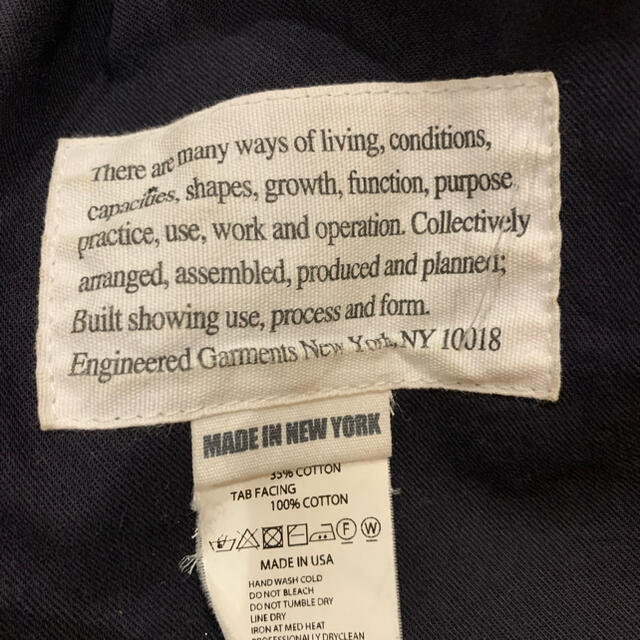 There are many ways of living, conditions,
capacities, shapes, growth, function, purpose
practice, use, work and operation. Collectively
arranged, assembled, produced and planned;
Built showing use, process and form.
Engineered Garments New York, NY 10018
MADE IN NEW YORK
35% COTTON
TAB FACING
100% COTTON
F W
MADE IN USA
HAND WASH COLD
DO NOT BLEACH
DO NOT TUMBLE DRY
LINE DRY
IRON AT MED HEAT
PROFESSIONALLY DRYCLEAN